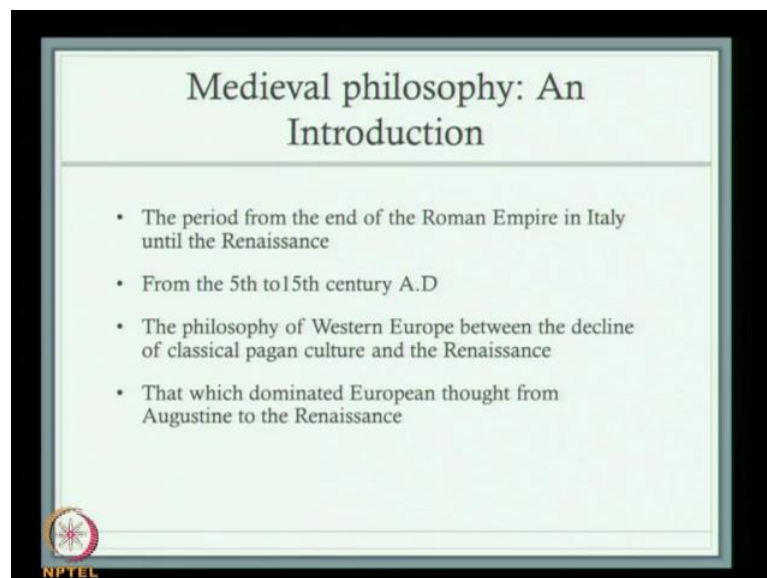 Medieval philosophy: An
Introduction
• The period from the end of the Roman Empire in Italy
until the Renaissance
• From the 5th to15th century A.D
• The philosophy of Western Europe between the decline
of classical pagan culture and the Renaissance
• That which dominated European thought from
Augustine to the Renaissance
NPTEL